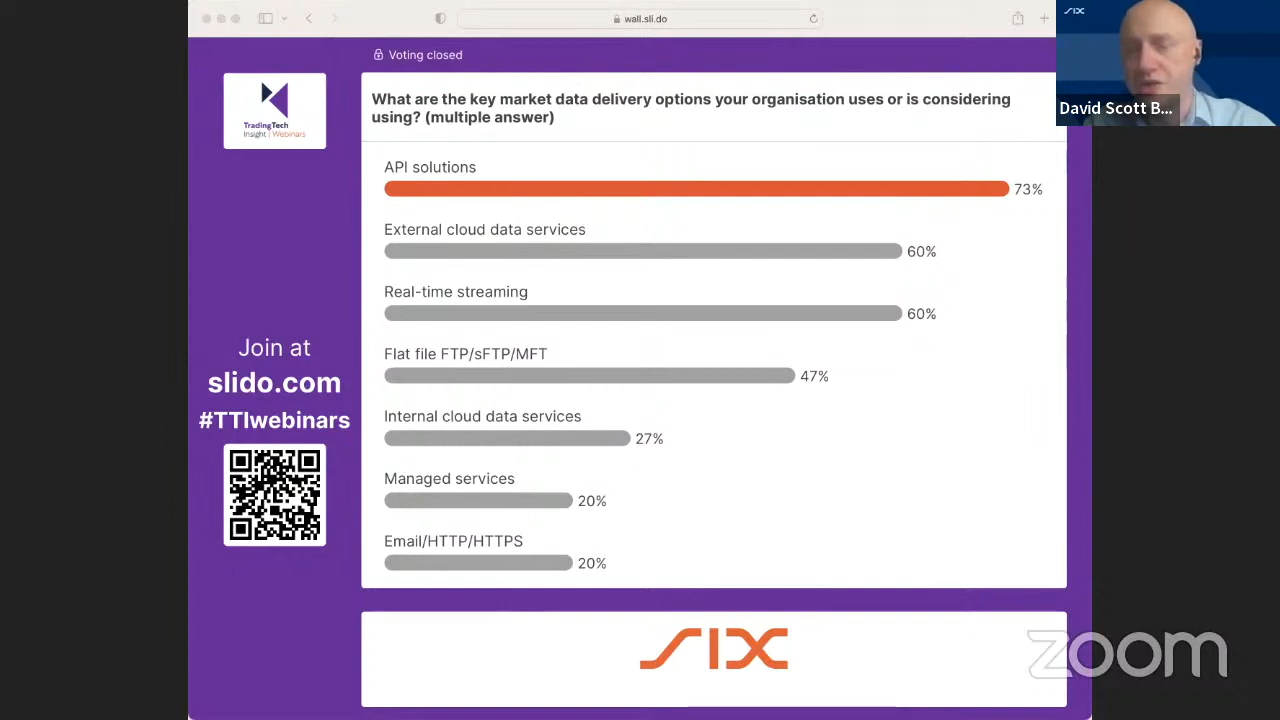 wall.sli.do
SIX
Voting closed
TradingTech
Insight | Webinars
What are the key market data delivery options your organisation uses or is considering
using? (multiple answer)
David Scott B...
API solutions
73%
External cloud data services
60%
Real-time streaming
60%
Flat file FTP/sFTP/MFT
47%
Internal cloud data services
27%
Managed services
20%
Email/HTTP/HTTPS
20%
Join at
slido.com
#TTIwebinars
SIX
zoom